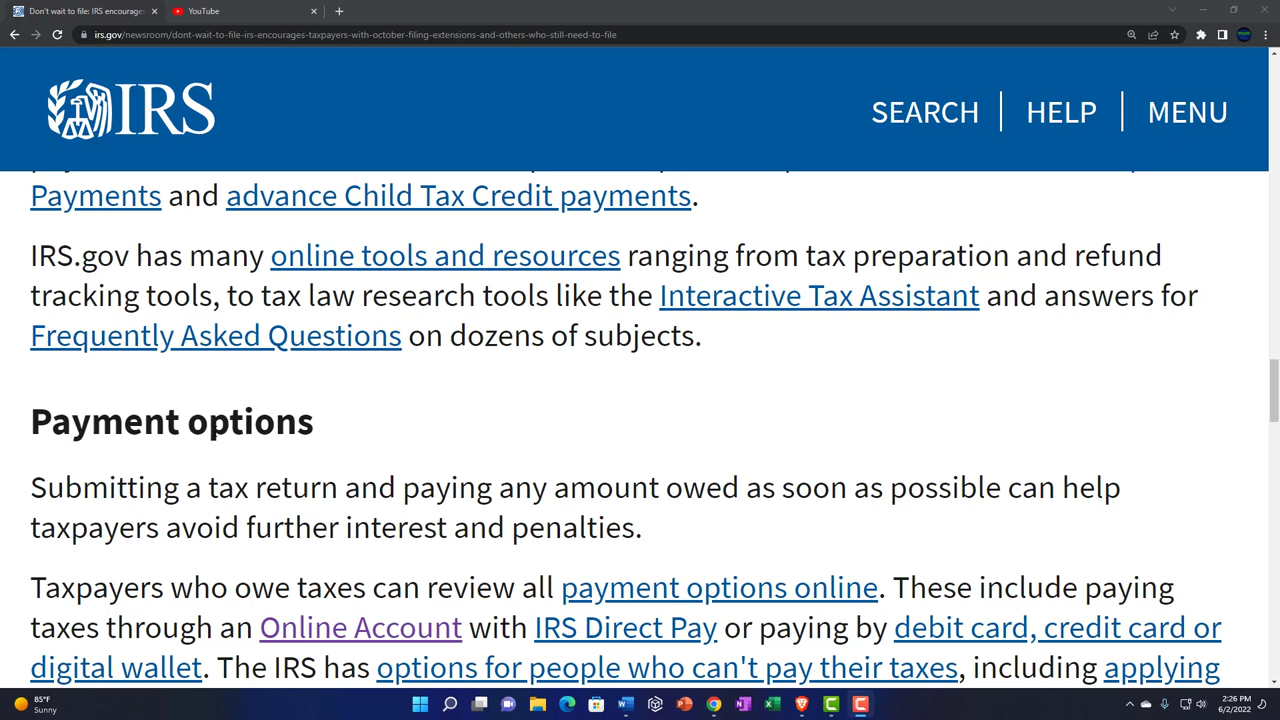 Don't wait to file: IRS encourage
YouTube
irs.gov/newsroom/dont-wait-to-file-irs-encourages-taxpayers-with-october-filing-extensions-and-others-who-still-need-to-file
IRS
SEARCH
HELP
MENU
Payments and advance Child Tax Credit payments.
IRS.gov has many online tools and resources ranging from tax preparation and refund
tracking tools, to tax law research tools like the Interactive Tax Assistant and answers for
Frequently Asked Questions on dozens of subjects.
Payment options
Submitting a tax return and paying any amount owed as soon as possible can help
taxpayers avoid further interest and penalties.
Taxpayers who owe taxes can review all payment options online. These include paying
taxes through an Online Account with IRS Direct Pay or paying by debit card, credit card or
digital wallet. The IRS has options for people who can't pay their taxes, including applying
85°F
Sunny
2:26 PM
6/2/2022